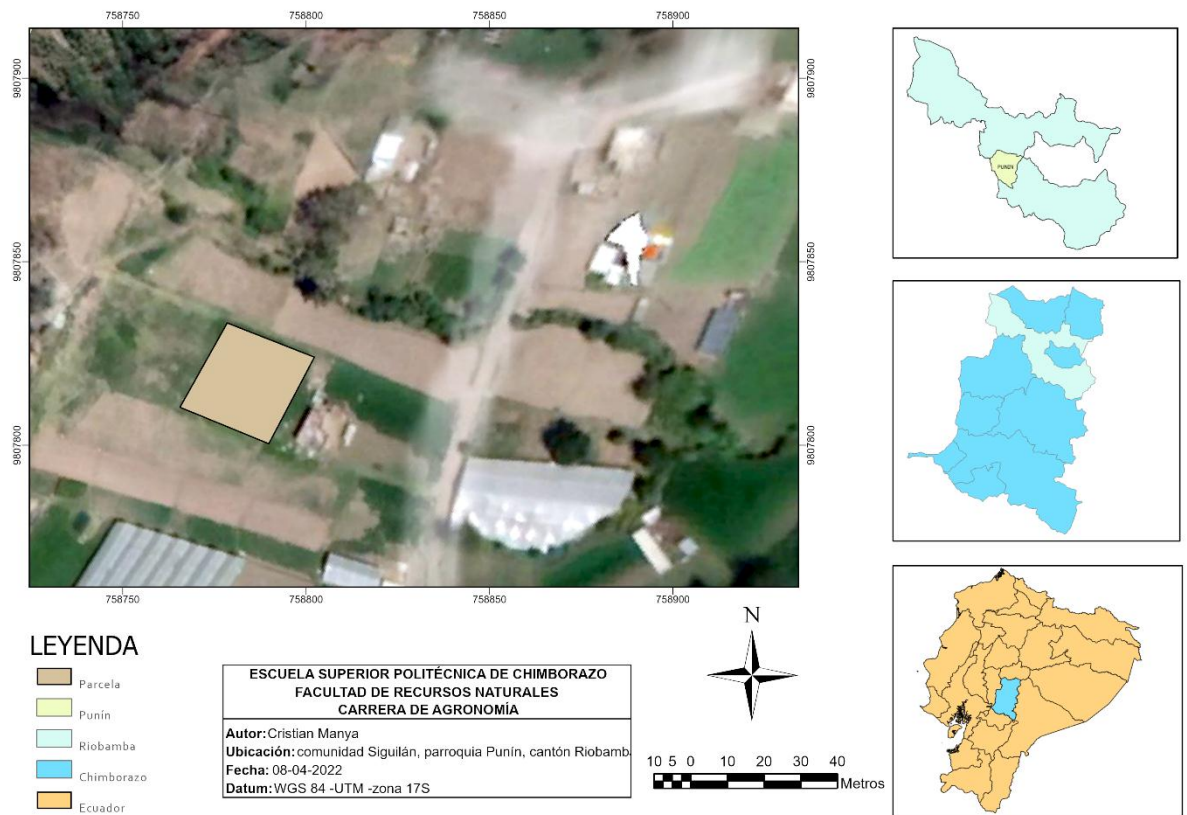 758750 758800 758850 758900
9807900 9807900
9807850 9807850
9807800 9807800
758750 758800 758850 758900
PUNÍN
LEYENDA
Parcela
Punín
Riobamba
Chimborazo
Ecuador
ESCUELA SUPERIOR POLITÉCNICA DE CHIMBORAZO
FACULTAD DE RECURSOS NATURALES
CARRERA DE AGRONOMÍA
Autor: Cristian Manya
Ubicación: comunidad Siguilán, parroquia Punín, cantón Riobamb
Fecha: 08-04-2022
Datum: WGS 84 -UTM -zona 17S
N
10 5 0 10 20 30 40
Metros